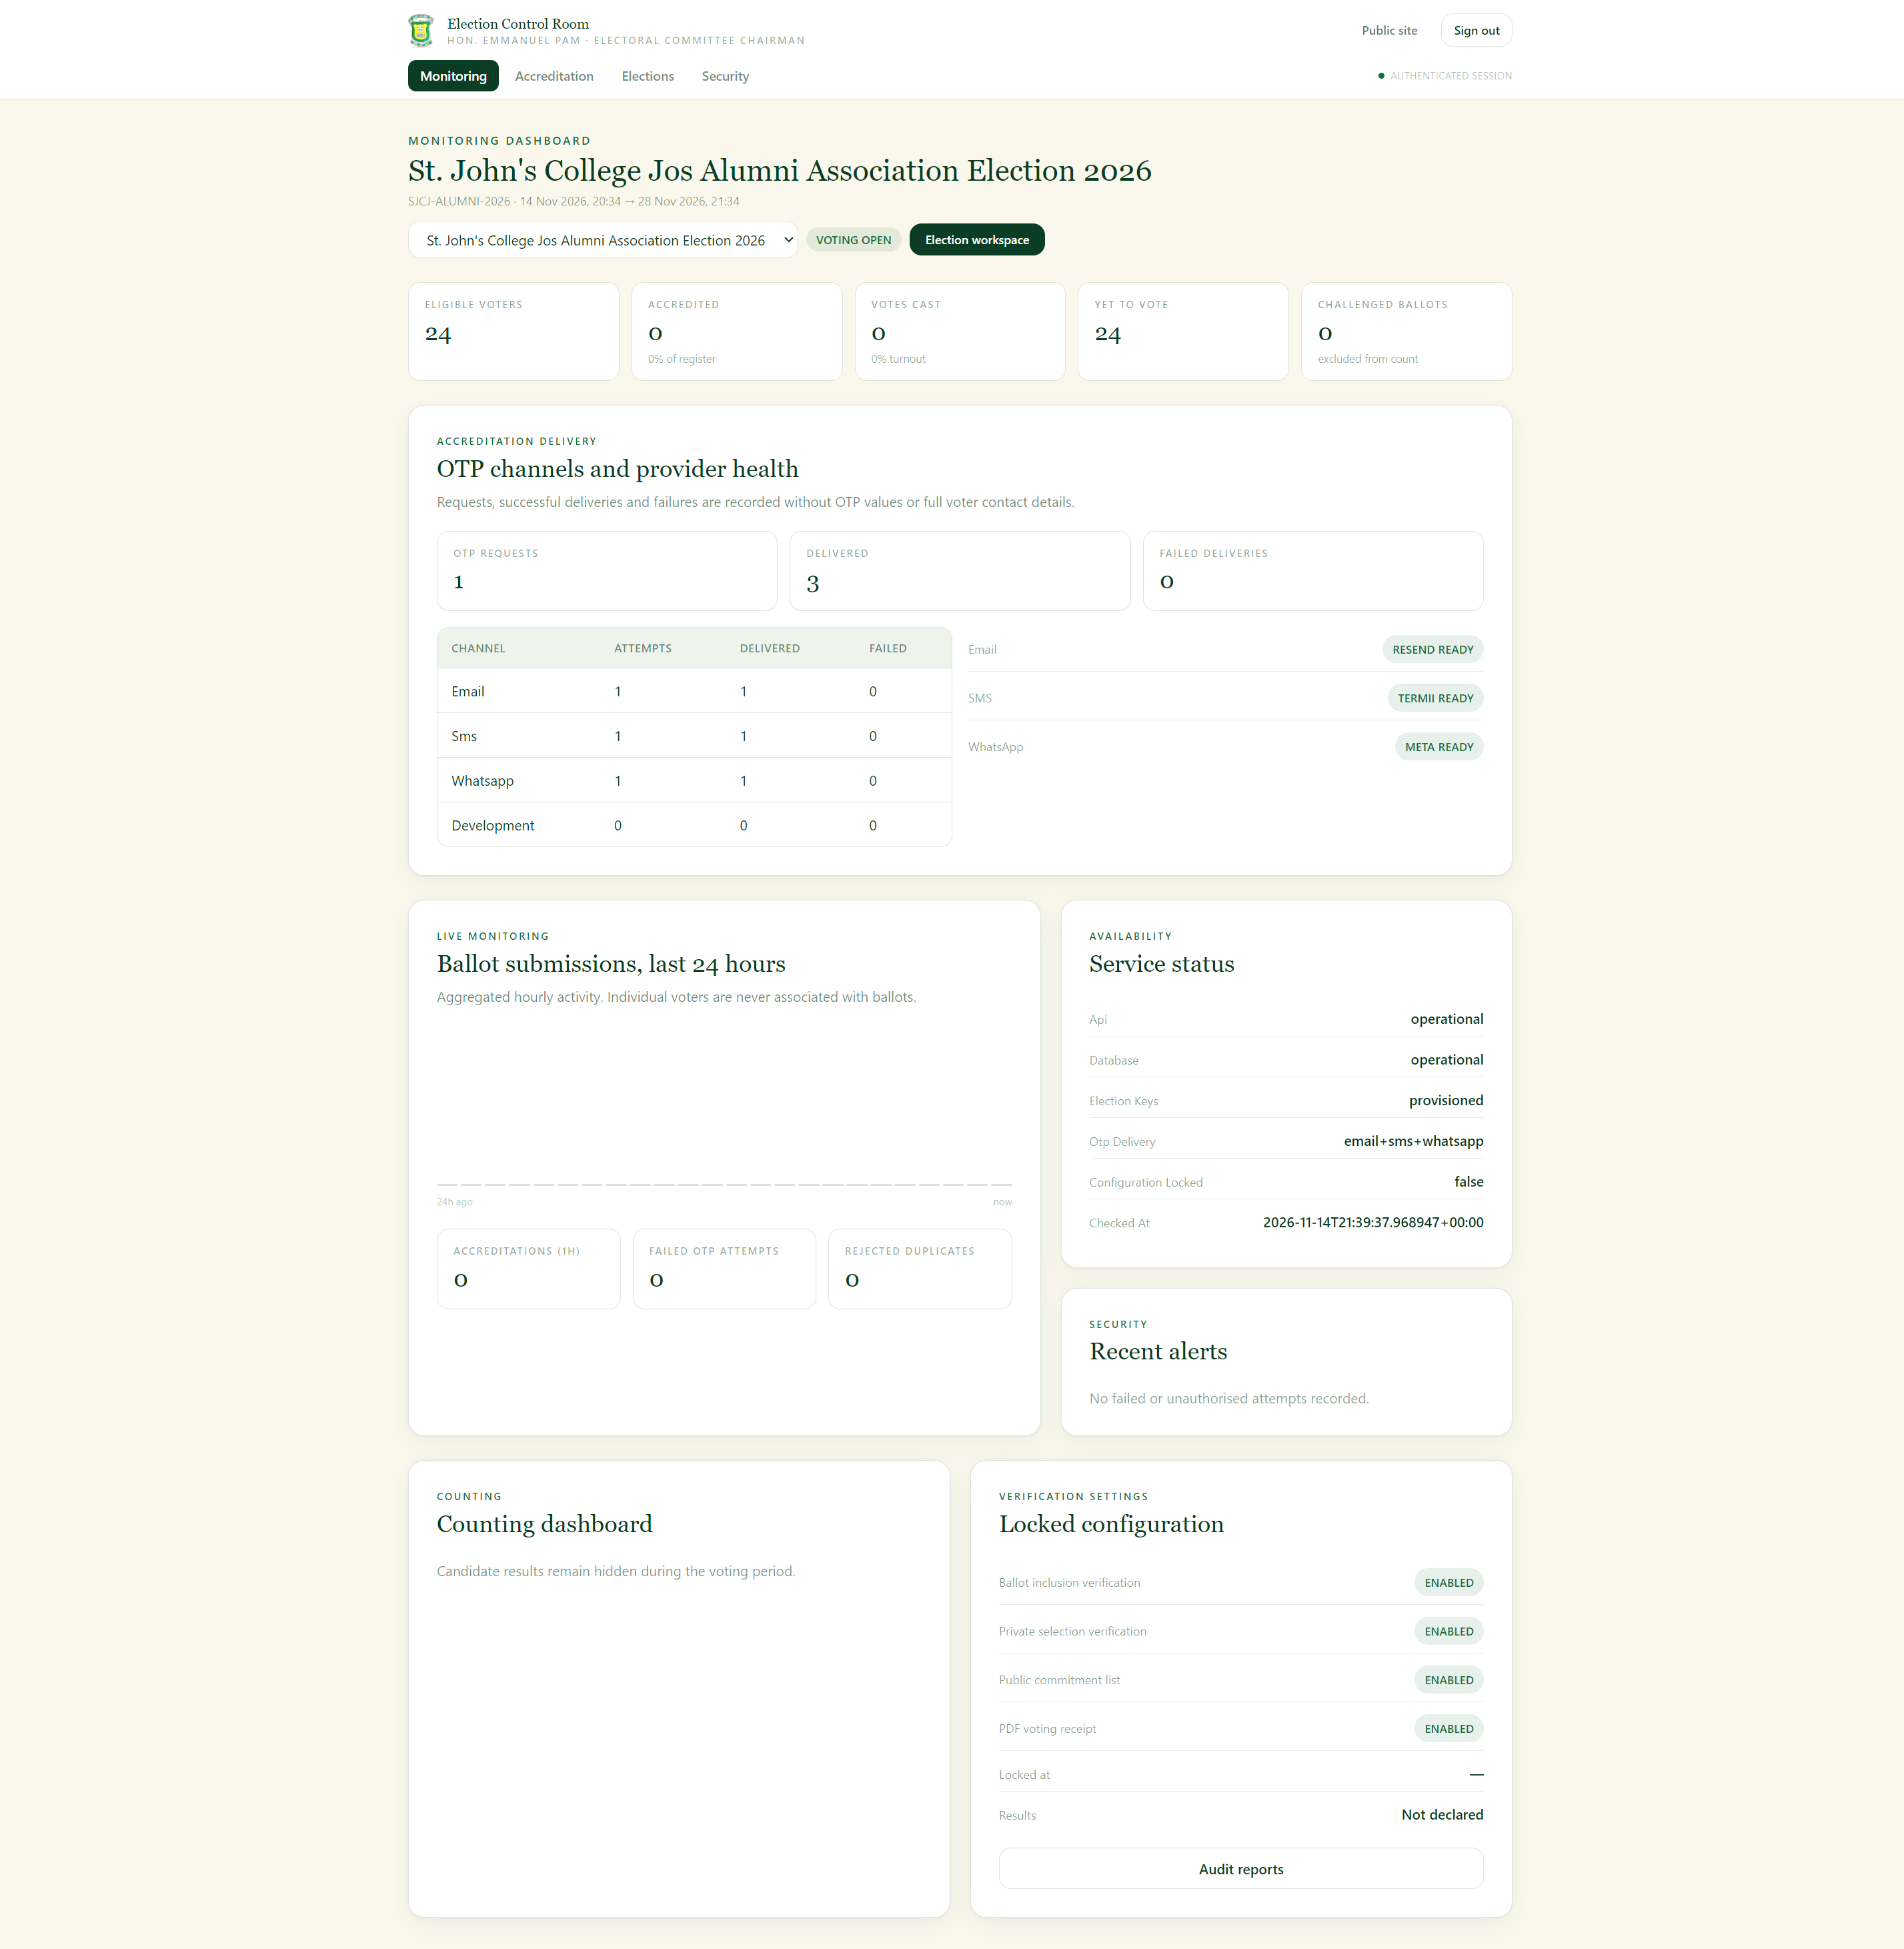 Election Control Room
HON. EMMANUEL PAM · ELECTORAL COMMITTEE CHAIRMAN
Public site
Sign out
Monitoring
Accreditation
Elections
Security
AUTHENTICATED SESSION
MONITORING DASHBOARD
St. John's College Jos Alumni Association Election 2026
SJCJ-ALUMNI-2026 · 14 Nov 2026, 20:34 → 28 Nov 2026, 21:34
St. John's College Jos Alumni Association Election 2026
VOTING OPEN
Election workspace
ELIGIBLE VOTERS
24
ACCREDITED
0
0% of register
VOTES CAST
0
0% turnout
YET TO VOTE
24
CHALLENGED BALLOTS
0
excluded from count
ACCREDITATION DELIVERY
OTP channels and provider health
Requests, successful deliveries and failures are recorded without OTP values or full voter contact details.
OTP REQUESTS
1
DELIVERED
3
FAILED DELIVERIES
0
CHANNEL ATTEMPTS DELIVERED FAILED
Email 1 1 0
Sms 1 1 0
Whatsapp 1 1 0
Development 0 0 0
Email RESEND READY
SMS TERMII READY
WhatsApp META READY
LIVE MONITORING
Ballot submissions, last 24 hours
Aggregated hourly activity. Individual voters are never associated with ballots.
24h ago now
ACCREDITATIONS (1H)
0
FAILED OTP ATTEMPTS
0
REJECTED DUPLICATES
0
AVAILABILITY
Service status
Api operational
Database operational
Election Keys provisioned
Otp Delivery email+sms+whatsapp
Configuration Locked false
Checked At 2026-11-14T21:39:37.968947+00:00
SECURITY
Recent alerts
No failed or unauthorised attempts recorded.
COUNTING
Counting dashboard
Candidate results remain hidden during the voting period.
VERIFICATION SETTINGS
Locked configuration
Ballot inclusion verification ENABLED
Private selection verification ENABLED
Public commitment list ENABLED
PDF voting receipt ENABLED
Locked at —
Results Not declared
Audit reports